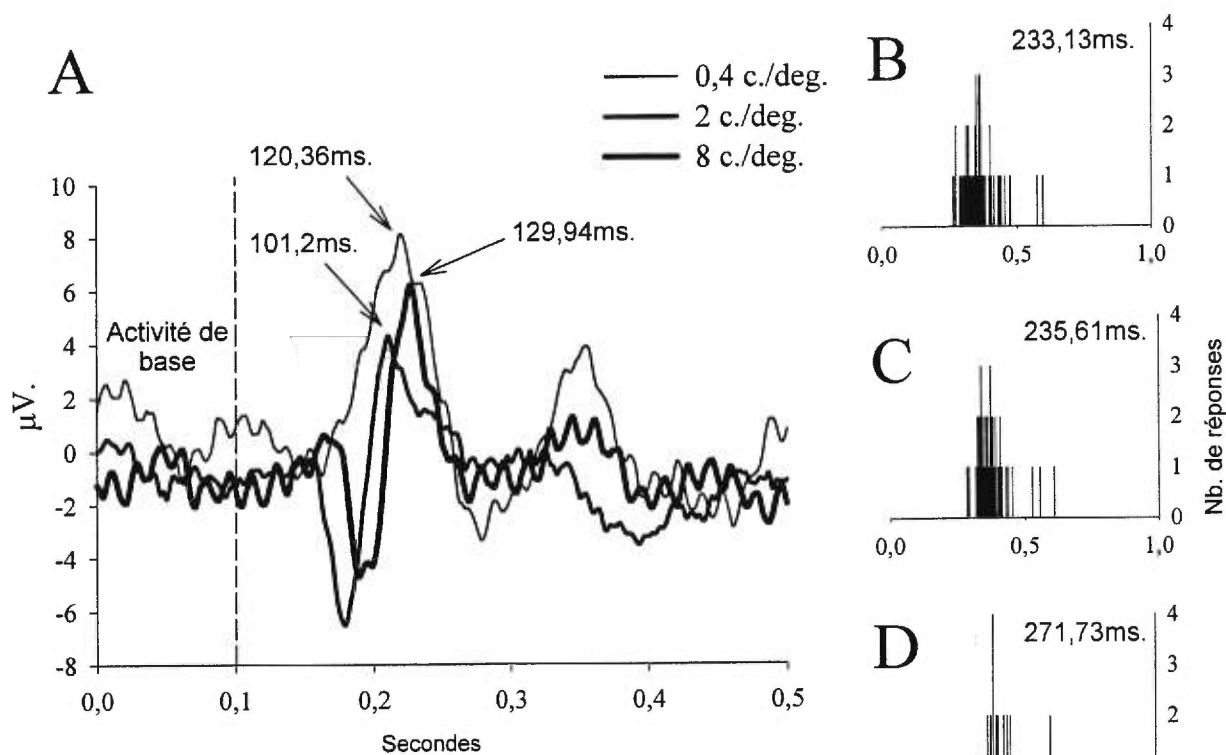 A
0,4 c./deg.
2 c./deg.
8 c./deg.
120,36ms.
101,2ms.
129,94ms.
Activité de
base
µV.
10
8
6
4
2
0
-2
-4
-6
-8
0,0 0,1 0,2 0,3 0,4 0,5
Secondes
B
233,13ms.
4
3
2
1
0
0,0 0,5 1,0
C
235,61ms.
4
3
2
1
0
0,0 0,5 1,0
Nb. de réponses
D
271,73ms.
4
3
2